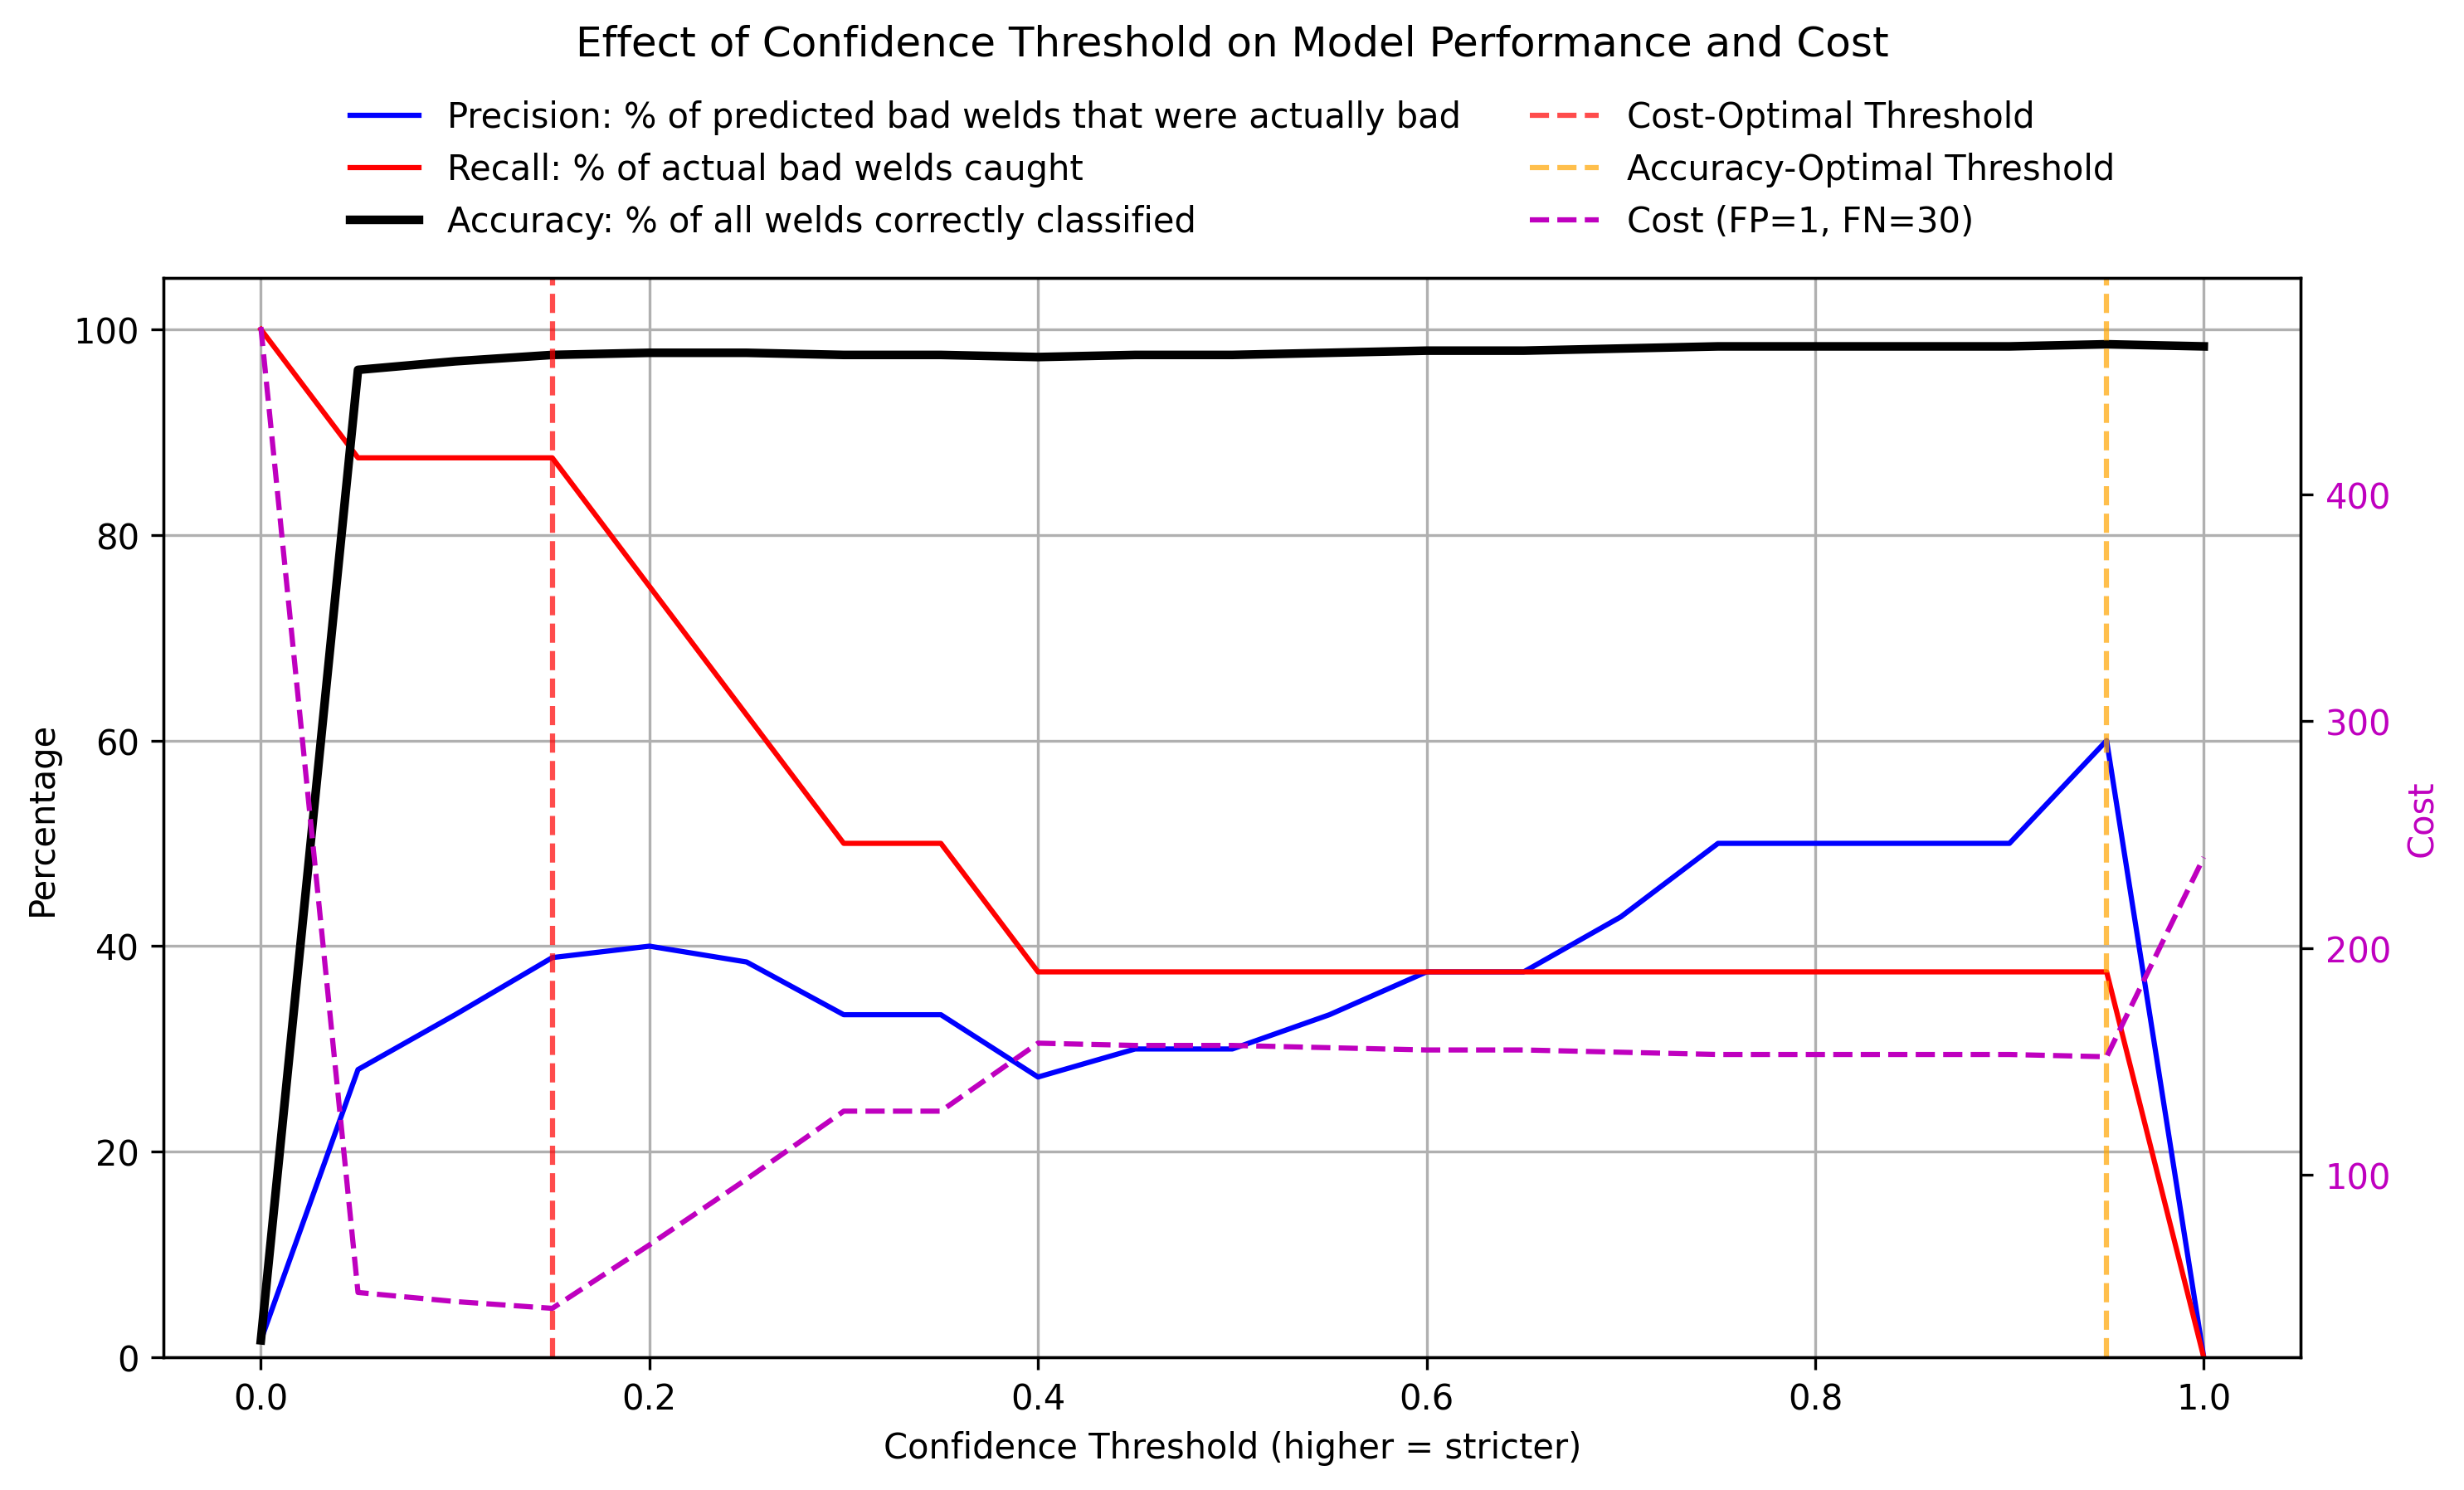 Effect of Confidence Threshold on Model Performance and Cost
Precision: % of predicted bad welds that were actually bad
Recall: % of actual bad welds caught
Accuracy: % of all welds correctly classified
Cost-Optimal Threshold
Accuracy-Optimal Threshold
Cost (FP=1, FN=30)
Percentage
100
80
60
40
20
0
400
300
200
100
Cost
0.0 0.2 0.4 0.6 0.8 1.0
Confidence Threshold (higher = stricter)